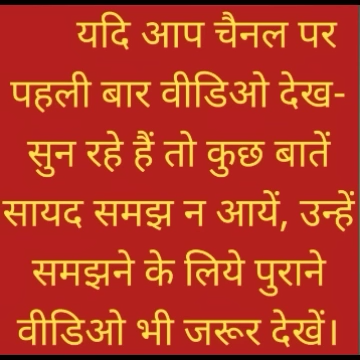 यदि आप चैनल पर
पहली बार वीडिओ देख-
सुन रहे हैं तो कुछ बातें
सायद समझ न आयें, उन्हें
समझने के लिये पुराने
वीडिओ भी जरूर देखें।